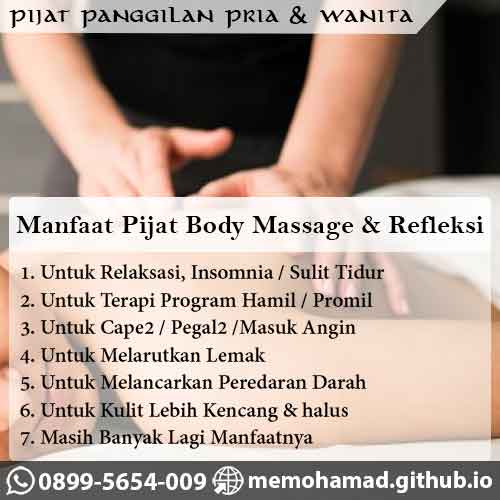 Pijat Panggilan Pria & Wanita
Manfaat Pijat Body Massage & Refleksi
1. Untuk Relaksasi, Insomnia / Sulit Tidur
2. Untuk Terapi Program Hamil / Promil
3. Untuk Cape2 / Pegal2 /Masuk Angin
4. Untuk Melarutkan Lemak
5. Untuk Melancarkan Peredaran Darah
6. Untuk Kulit Lebih Kencang & halus
7. Masih Banyak Lagi Manfaatnya
0899-5654-009 memohamad.github.io